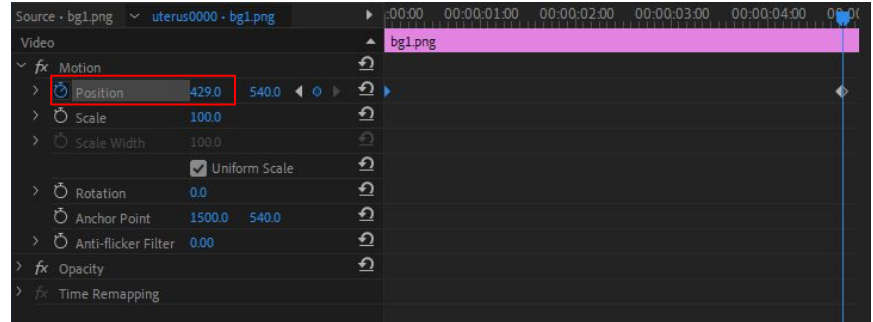 Source · bg1.png uterus0000 · bg1.png :00:00 00:00:01:00 00:00:02:00 00:00:03:00 00:00:04:00
Video bg1.png
fx Motion
Position 429.0 540.0
Scale 100.0
Scale Width 100.0
Uniform Scale
Rotation 0.0
Anchor Point 1500.0 540.0
Anti-flicker Filter 0.00
fx Opacity
fx Time Remapping